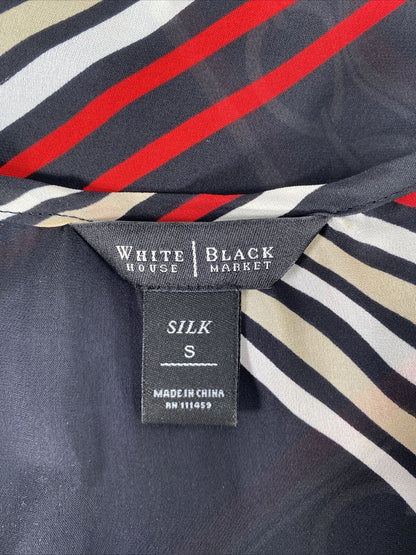 WHITE | BLACK
HOUSE | MARKET
SILK
S
MADE IN CHINA
RN 111459